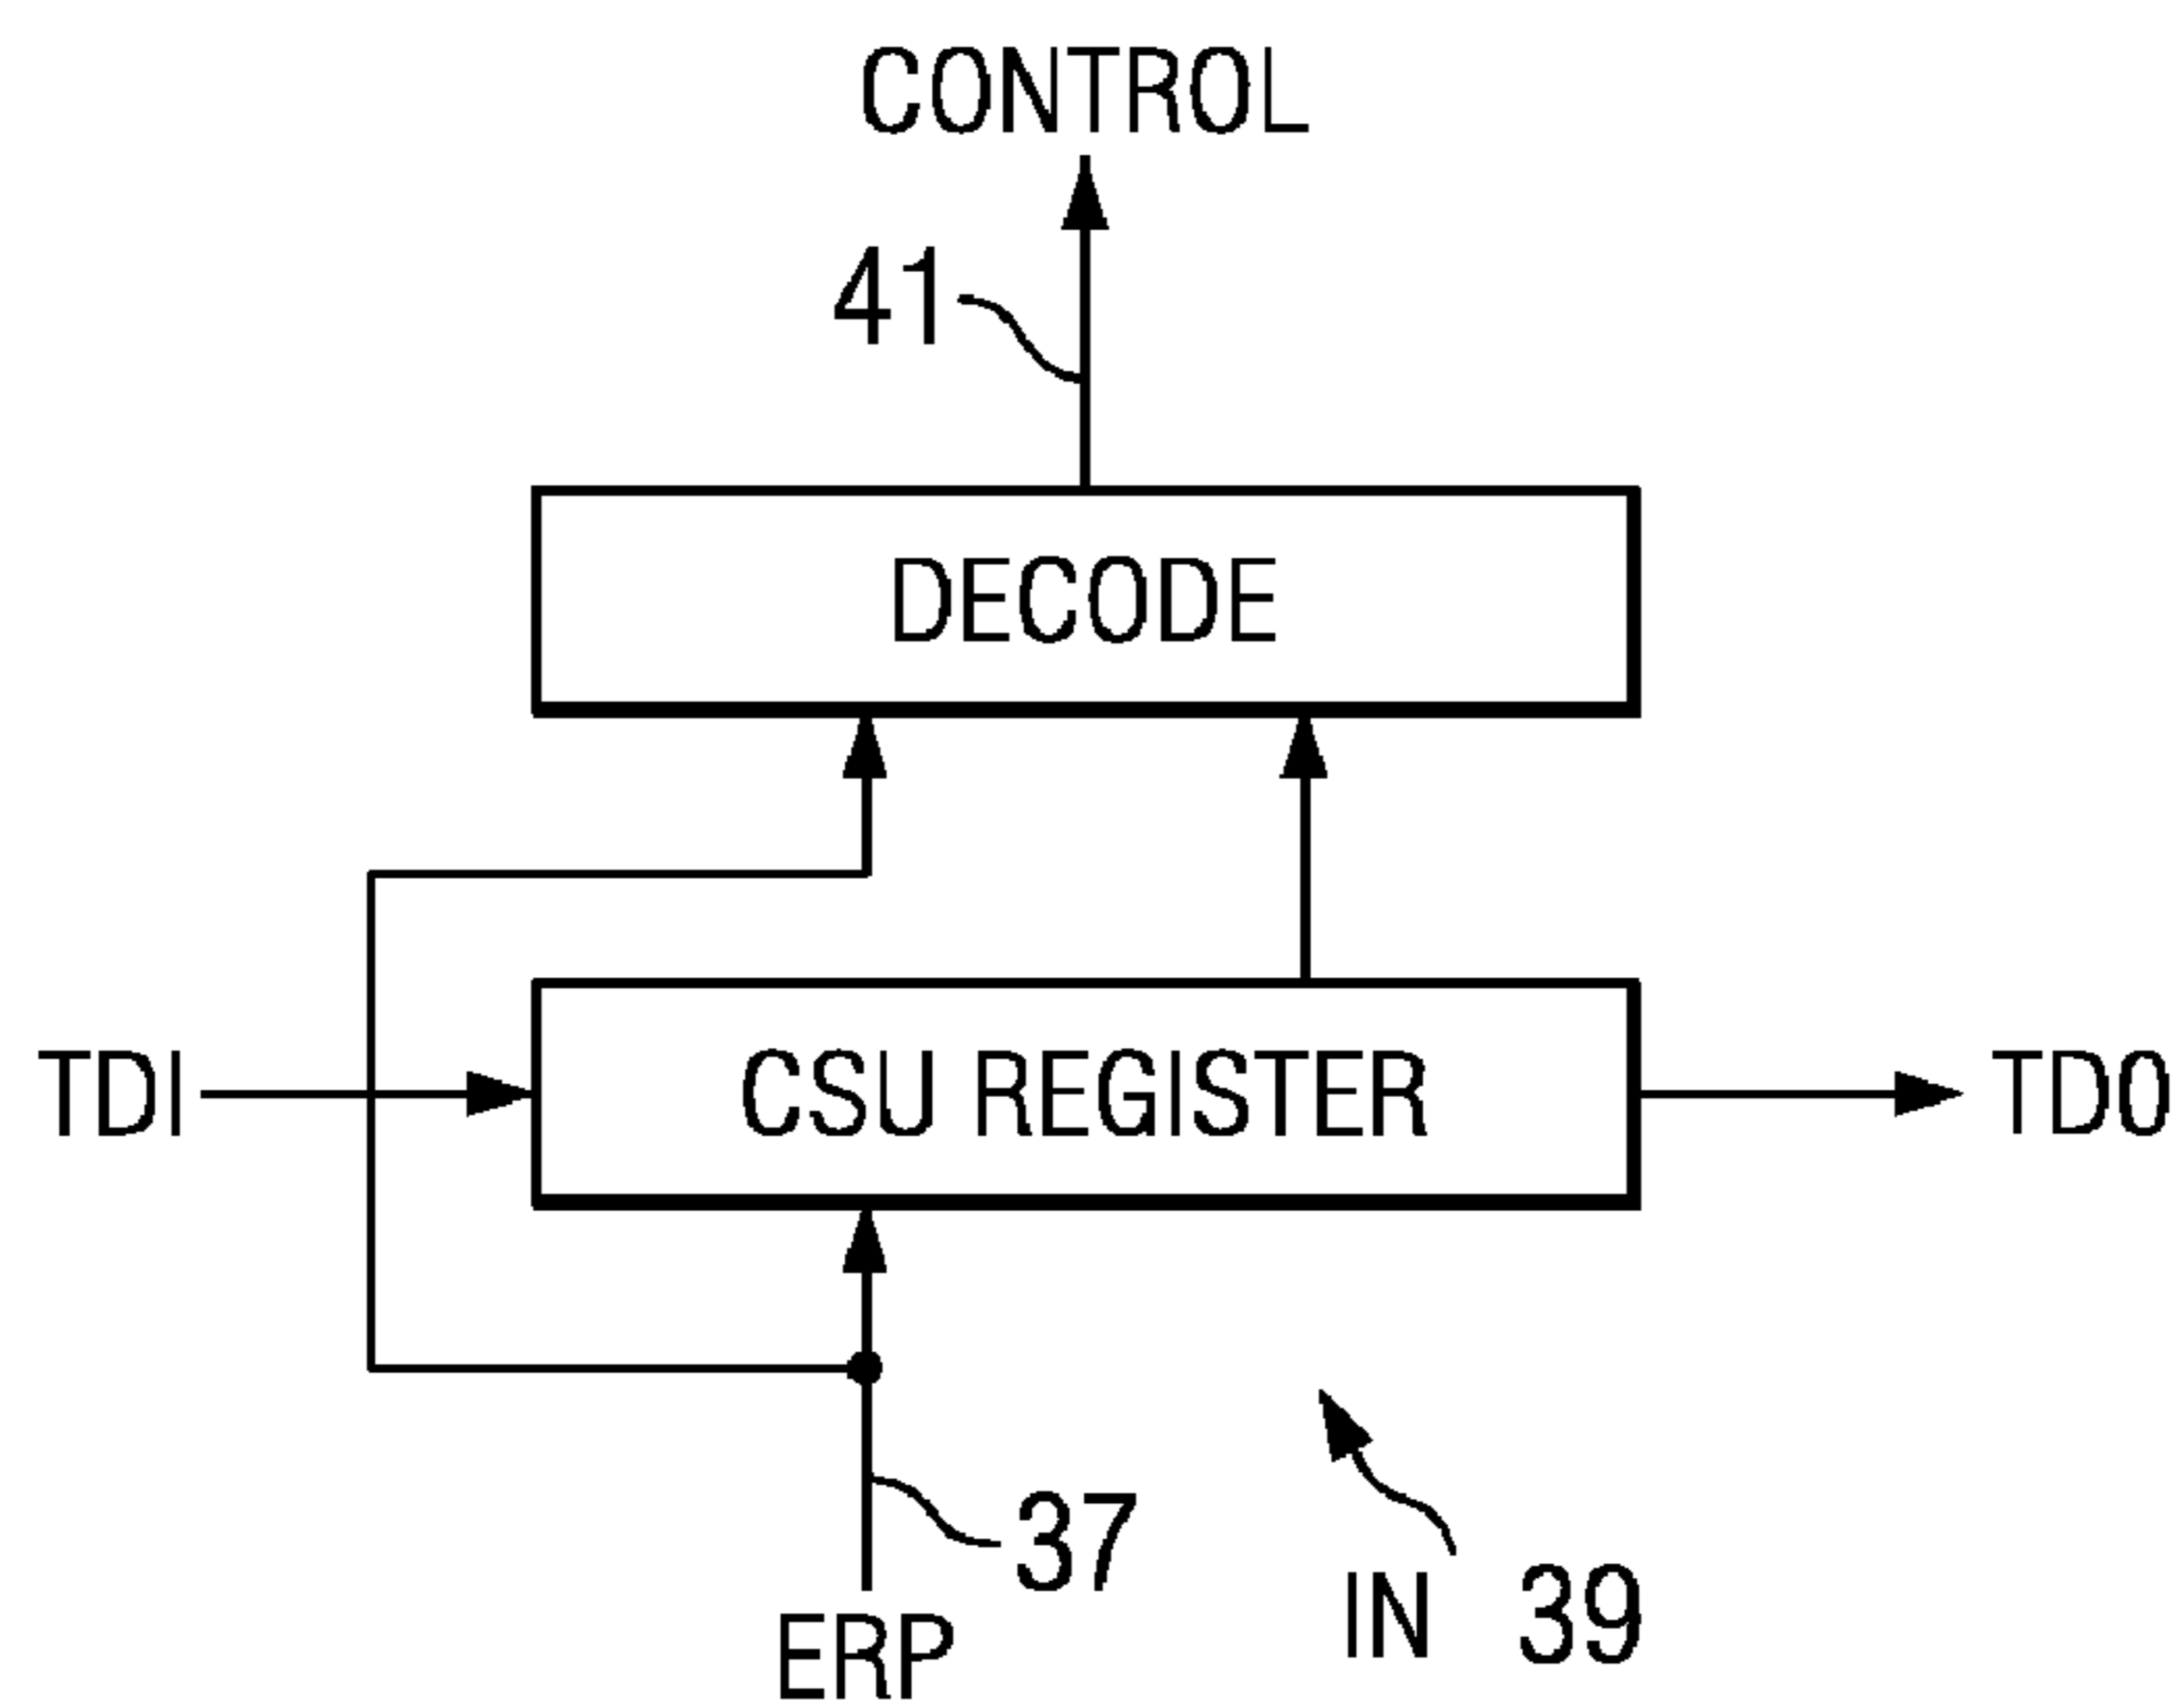 CONTROL
41
DECODE
TDI
CSU REGISTER
TDO
37
ERP
IN 39